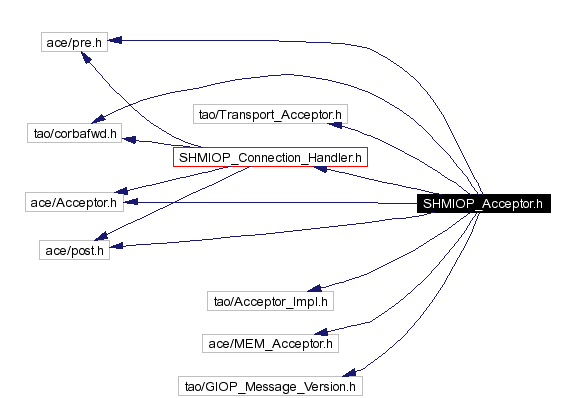 ace/pre.h
tao/Transport_Acceptor.h
tao/corbafwd.h
SHMIOP_Connection_Handler.h
ace/Acceptor.h
SHMIOP_Acceptor.h
ace/post.h
tao/Acceptor_Impl.h
ace/MEM_Acceptor.h
tao/GIOP_Message_Version.h